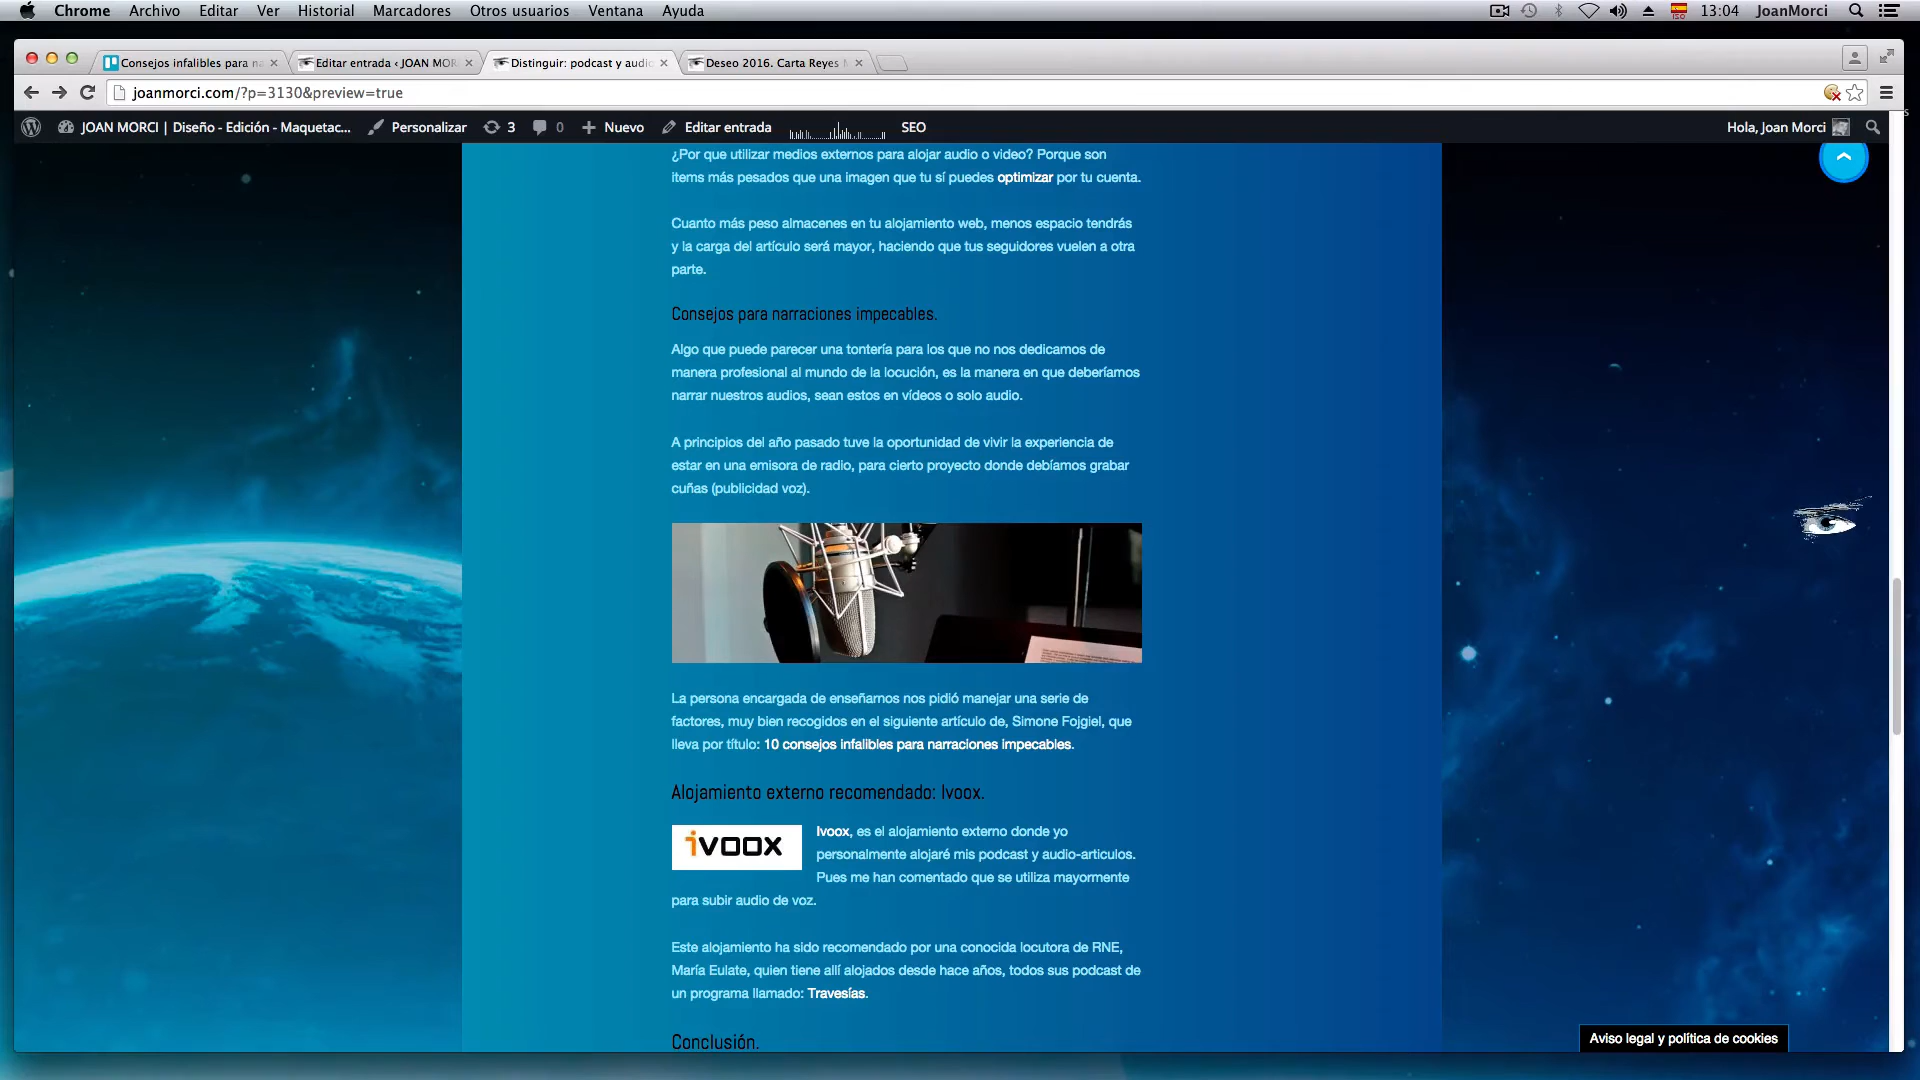 Chrome Archivo Editar Ver Historial Marcadores Otros usuarios Ventana Ayuda 13:04 JoanMorci
Consejos infalibles para na Editar entrada ‹ JOAN MOR Distinguir: podcast y audio Deseo 2016. Carta Reyes
joanmorci.com/?p=3130&preview=true
JOAN MORCI | Diseño - Edición - Maquetac... Personalizar 3 0 Nuevo Editar entrada SEO Hola, Joan Morci
¿Por que utilizar medios externos para alojar audio o video? Porque son
items más pesados que una imagen que tu sí puedes optimizar por tu cuenta.
Cuanto más peso almacenes en tu alojamiento web, menos espacio tendrás
y la carga del artículo será mayor, haciendo que tus seguidores vuelen a otra
parte.
Consejos para narraciones impecables.
Algo que puede parecer una tontería para los que no nos dedicamos de
manera profesional al mundo de la locución, es la manera en que deberíamos
narrar nuestros audios, sean estos en vídeos o solo audio.
A principios del año pasado tuve la oportunidad de vivir la experiencia de
estar en una emisora de radio, para cierto proyecto donde debíamos grabar
cuñas (publicidad voz).
La persona encargada de enseñarnos nos pidió manejar una serie de
factores, muy bien recogidos en el siguiente artículo de, Simone Fojgiel, que
lleva por título: 10 consejos infalibles para narraciones impecables.
Alojamiento externo recomendado: Ivoox.
ivoox
Ivoox, es el alojamiento externo donde yo
personalmente alojaré mis podcast y audio-articulos.
Pues me han comentado que se utiliza mayormente
para subir audio de voz.
Este alojamiento ha sido recomendado por una conocida locutora de RNE,
María Eulate, quien tiene allí alojados desde hace años, todos sus podcast de
un programa llamado: Travesías.
Conclusión.
Aviso legal y política de cookies